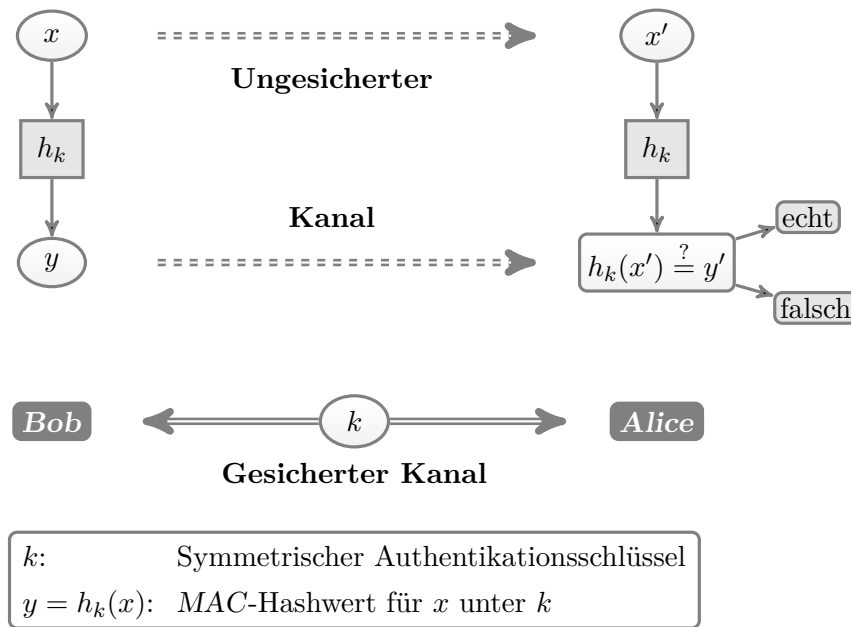 x x′
Ungesicherter
h_k h_k
Kanal
echt
y h_k(x′) ≟ y′
falsch
Bob k Alice
Gesicherter Kanal
k: Symmetrischer Authentikationsschlüssel
y = h_k(x): MAC-Hashwert für x unter k